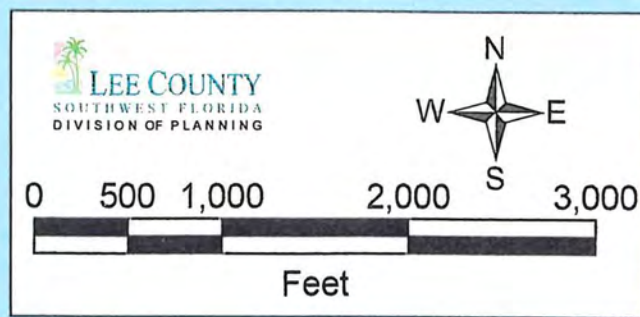 LEE COUNTY
SOUTHWEST FLORIDA
DIVISION OF PLANNING
N
W E
S
0 500 1,000 2,000 3,000
Feet